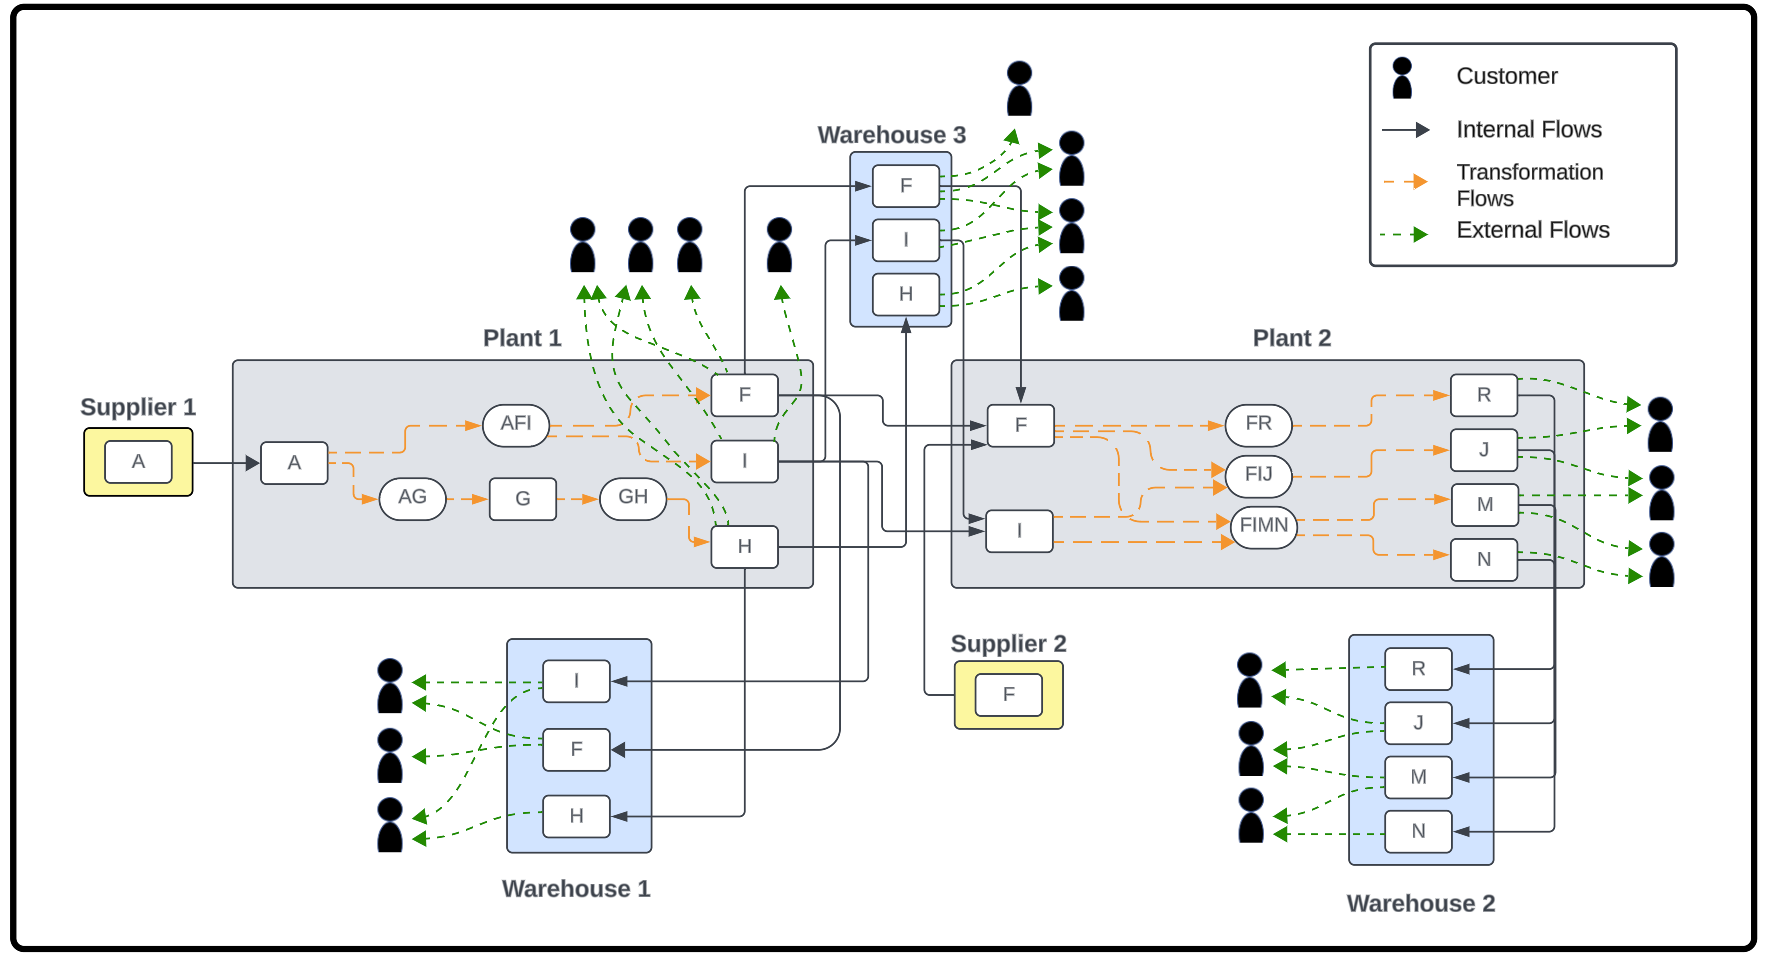 Customer
Internal Flows
Transformation
Flows
External Flows
Warehouse 3
F
I
H
Plant 1
Supplier 1
A
A
AFI
AG
G
GH
F
I
H
Plant 2
F
I
FR
FIJ
FIMN
R
J
M
N
Supplier 2
F
Warehouse 1
I
F
H
Warehouse 2
R
J
M
N